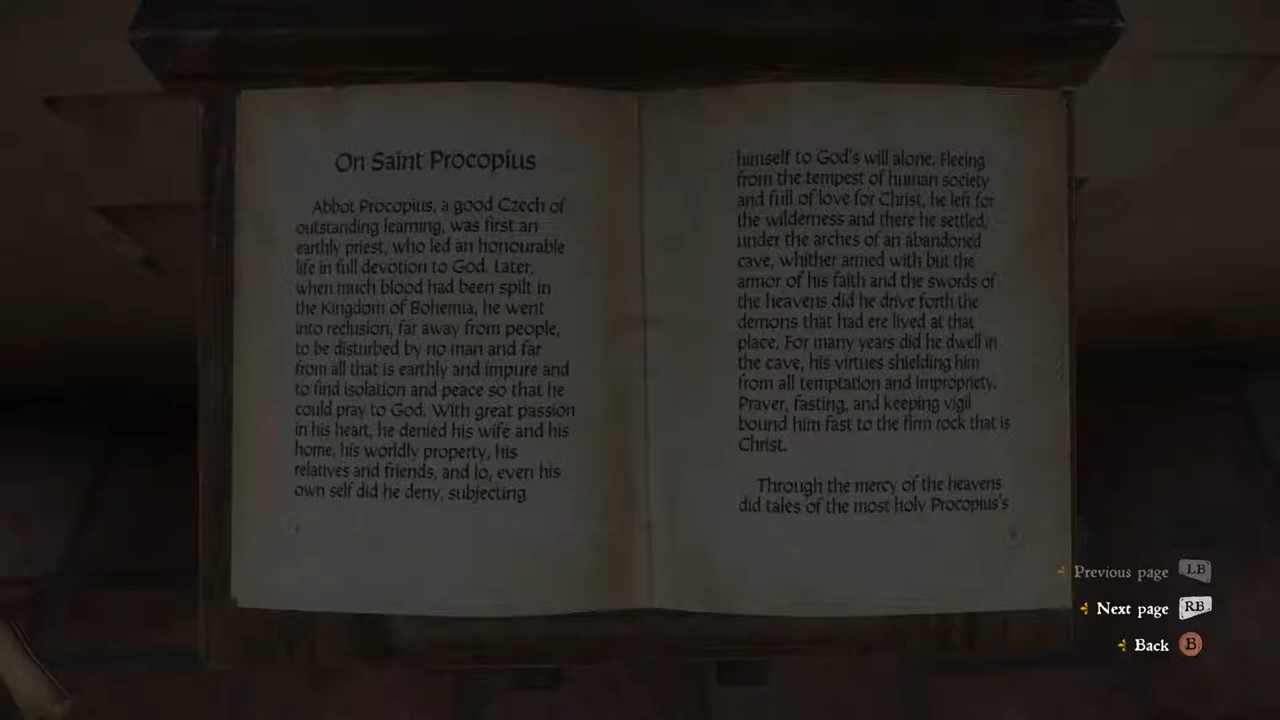 On Saint Procopius
Abbot Procopius, a good Czech of
outstanding learning, was first an
earthly priest, who led an honourable
life in full devotion to God. Later,
when much blood had been spilt in
the Kingdom of Bohemia, he went
into reclusion, far away from people,
to be disturbed by no man and far
from all that is earthly and impure and
to find isolation and peace so that he
could pray to God. With great passion
in his heart, he denied his wife and his
home, his worldly property, his
relatives and friends, and lo, even his
own self did he deny, subjecting
himself to God's will alone. Fleeing
from the tempest of human society
and full of love for Christ, he left for
the wilderness and there he settled,
under the arches of an abandoned
cave, whither armed with but the
armor of his faith and the swords of
the heavens did he drive forth the
demons that had ere lived at that
place. For many years did he dwell in
the cave, his virtues shielding him
from all temptation and impropriety.
Prayer, fasting, and keeping vigil
bound him fast to the firm rock that is
Christ.
Through the mercy of the heavens
did tales of the most holy Procopius's
Previous page LB
Next page RB
Back B